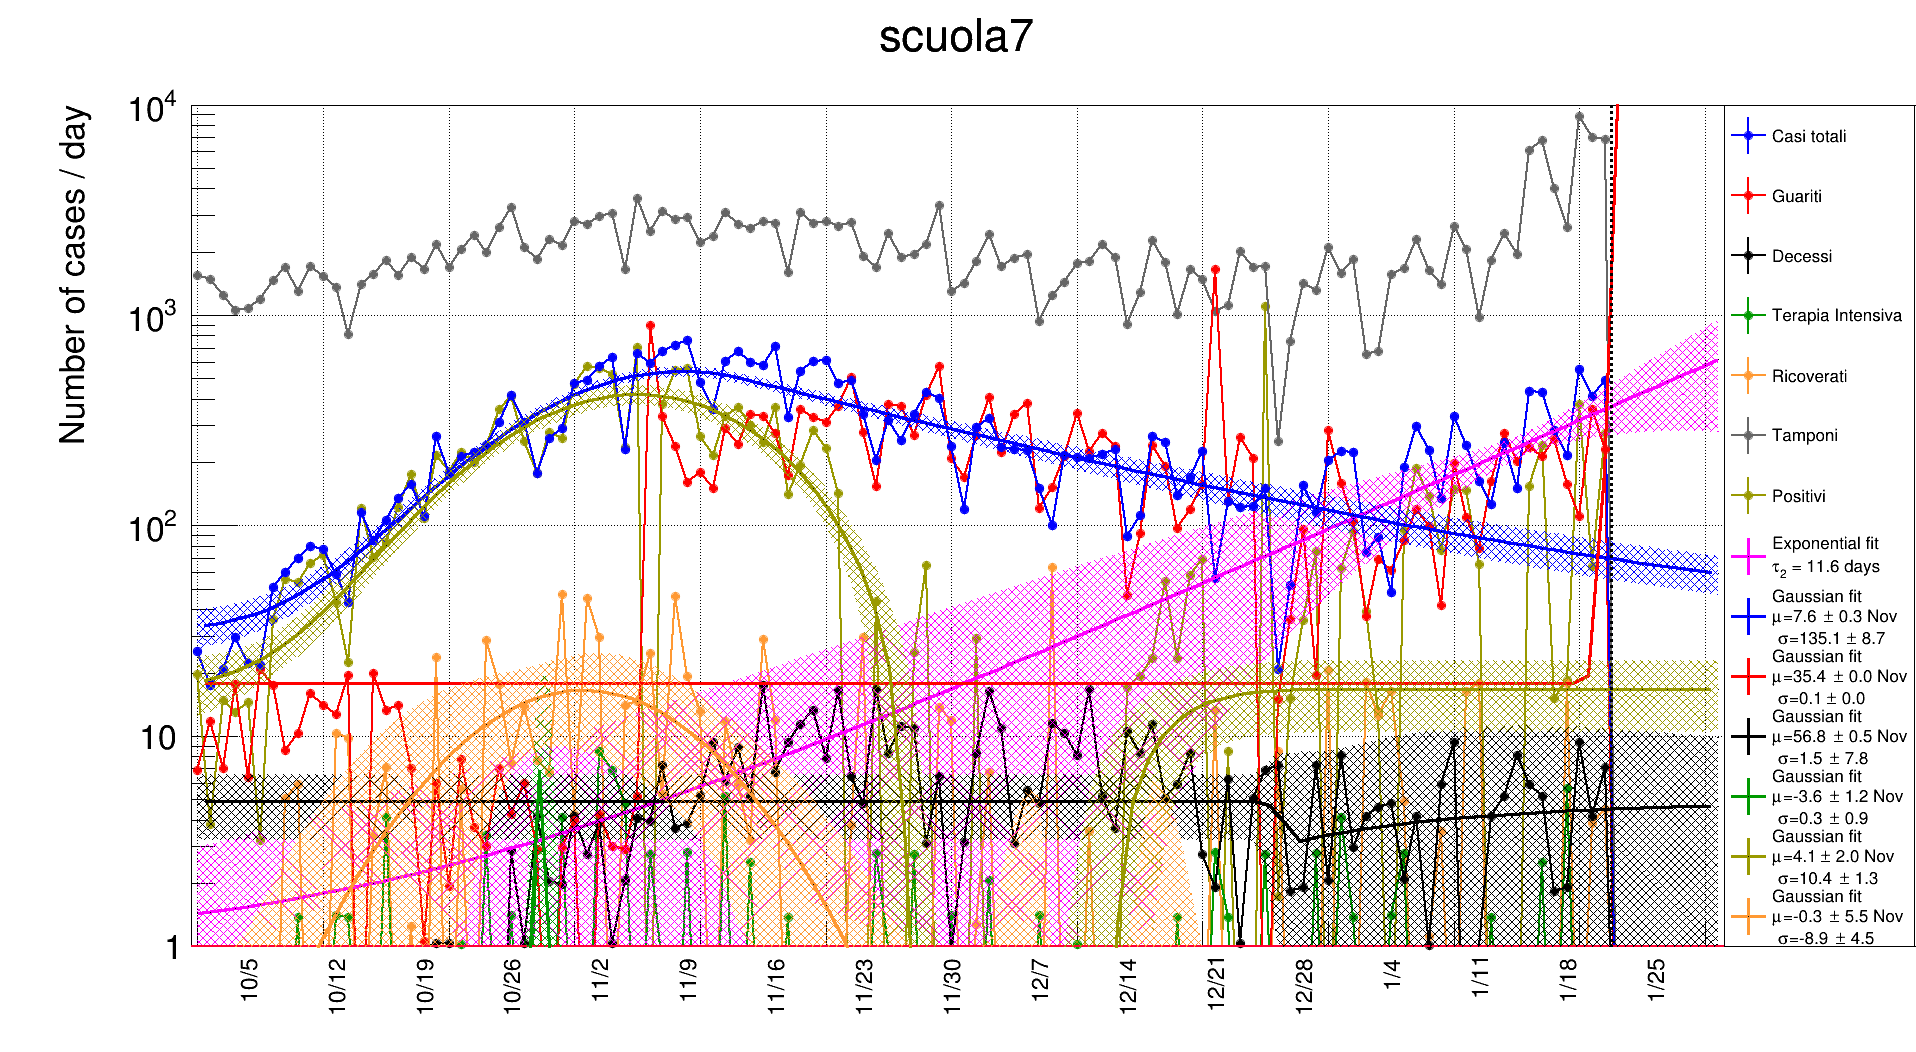 scuola7
Number of cases / day
10^4
10^3
10^2
10
1
10/5
10/12
10/19
10/26
11/2
11/9
11/16
11/23
11/30
12/7
12/14
12/21
12/28
1/4
1/11
1/18
1/25
Casi totali
Guariti
Decessi
Terapia Intensiva
Ricoverati
Tamponi
Positivi
Exponential fit
τ₂ = 11.6 days
Gaussian fit
μ=7.6 ± 0.3 Nov
σ=135.1 ± 8.7
Gaussian fit
μ=35.4 ± 0.0 Nov
σ=0.1 ± 0.0
Gaussian fit
μ=56.8 ± 0.5 Nov
σ=1.5 ± 7.8
Gaussian fit
μ=-3.6 ± 1.2 Nov
σ=0.3 ± 0.9
Gaussian fit
μ=4.1 ± 2.0 Nov
σ=10.4 ± 1.3
Gaussian fit
μ=-0.3 ± 5.5 Nov
σ=-8.9 ± 4.5